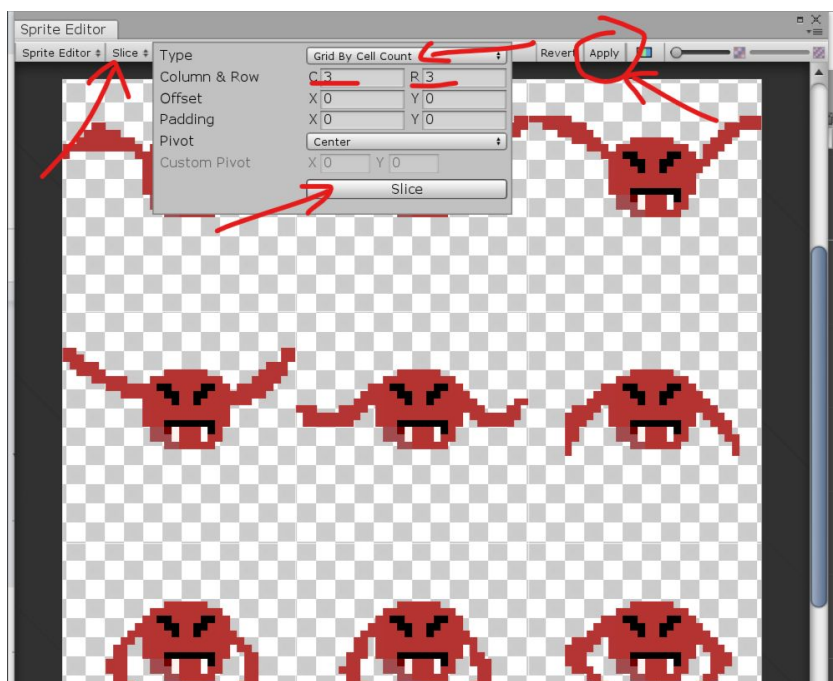 Sprite Editor
Sprite Editor Slice Revert Apply
Type Grid By Cell Count
Column & Row C 3 R 3
Offset X 0 Y 0
Padding X 0 Y 0
Pivot Center
Custom Pivot X 0 Y 0
Slice